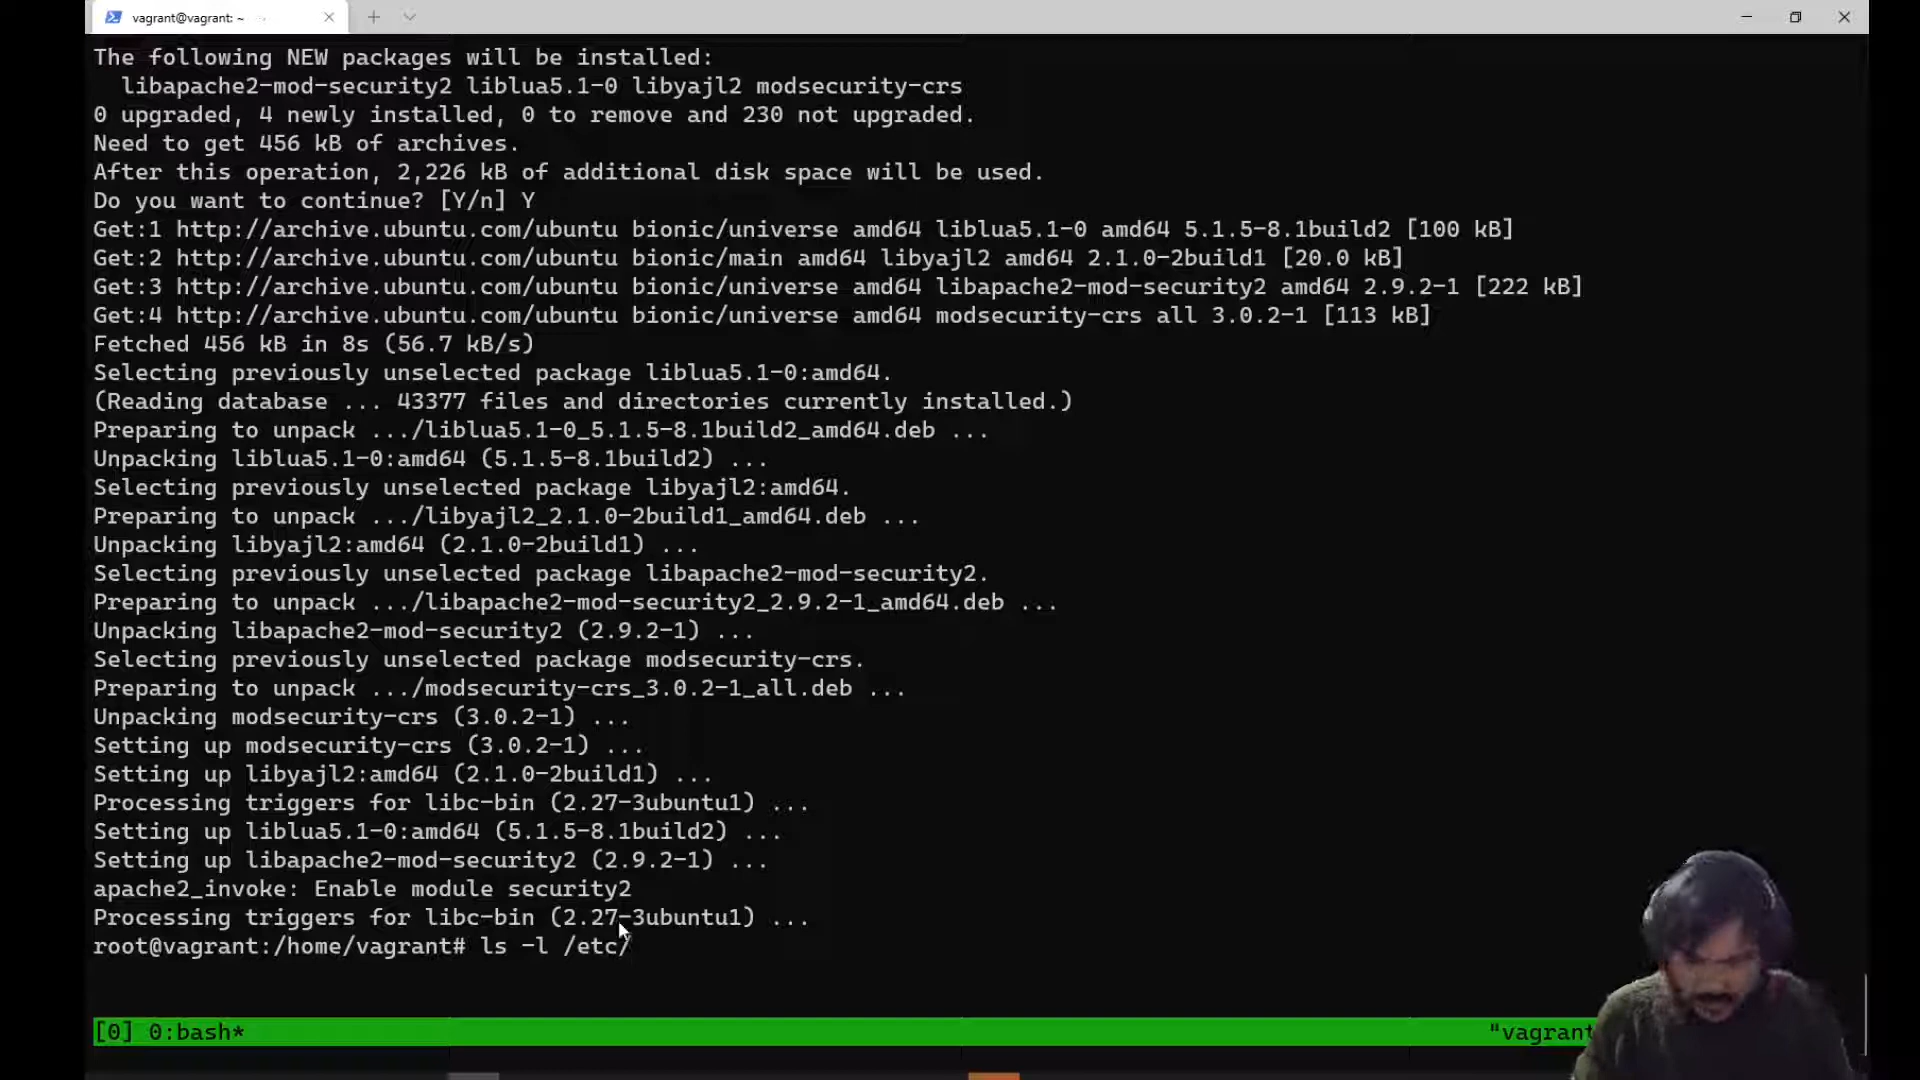 vagrant@vagrant: ~
The following NEW packages will be installed:
  libapache2-mod-security2 liblua5.1-0 libyajl2 modsecurity-crs
0 upgraded, 4 newly installed, 0 to remove and 230 not upgraded.
Need to get 456 kB of archives.
After this operation, 2,226 kB of additional disk space will be used.
Do you want to continue? [Y/n] Y
Get:1 http://archive.ubuntu.com/ubuntu bionic/universe amd64 liblua5.1-0 amd64 5.1.5-8.1build2 [100 kB]
Get:2 http://archive.ubuntu.com/ubuntu bionic/main amd64 libyajl2 amd64 2.1.0-2build1 [20.0 kB]
Get:3 http://archive.ubuntu.com/ubuntu bionic/universe amd64 libapache2-mod-security2 amd64 2.9.2-1 [222 kB]
Get:4 http://archive.ubuntu.com/ubuntu bionic/universe amd64 modsecurity-crs all 3.0.2-1 [113 kB]
Fetched 456 kB in 8s (56.7 kB/s)
Selecting previously unselected package liblua5.1-0:amd64.
(Reading database ... 43377 files and directories currently installed.)
Preparing to unpack .../liblua5.1-0_5.1.5-8.1build2_amd64.deb ...
Unpacking liblua5.1-0:amd64 (5.1.5-8.1build2) ...
Selecting previously unselected package libyajl2:amd64.
Preparing to unpack .../libyajl2_2.1.0-2build1_amd64.deb ...
Unpacking libyajl2:amd64 (2.1.0-2build1) ...
Selecting previously unselected package libapache2-mod-security2.
Preparing to unpack .../libapache2-mod-security2_2.9.2-1_amd64.deb ...
Unpacking libapache2-mod-security2 (2.9.2-1) ...
Selecting previously unselected package modsecurity-crs.
Preparing to unpack .../modsecurity-crs_3.0.2-1_all.deb ...
Unpacking modsecurity-crs (3.0.2-1) ...
Setting up modsecurity-crs (3.0.2-1) ...
Setting up libyajl2:amd64 (2.1.0-2build1) ...
Processing triggers for libc-bin (2.27-3ubuntu1) ...
Setting up liblua5.1-0:amd64 (5.1.5-8.1build2) ...
Setting up libapache2-mod-security2 (2.9.2-1) ...
apache2_invoke: Enable module security2
Processing triggers for libc-bin (2.27-3ubuntu1) ...
root@vagrant:/home/vagrant# ls -l /etc/
[0] 0:bash* "vagrant